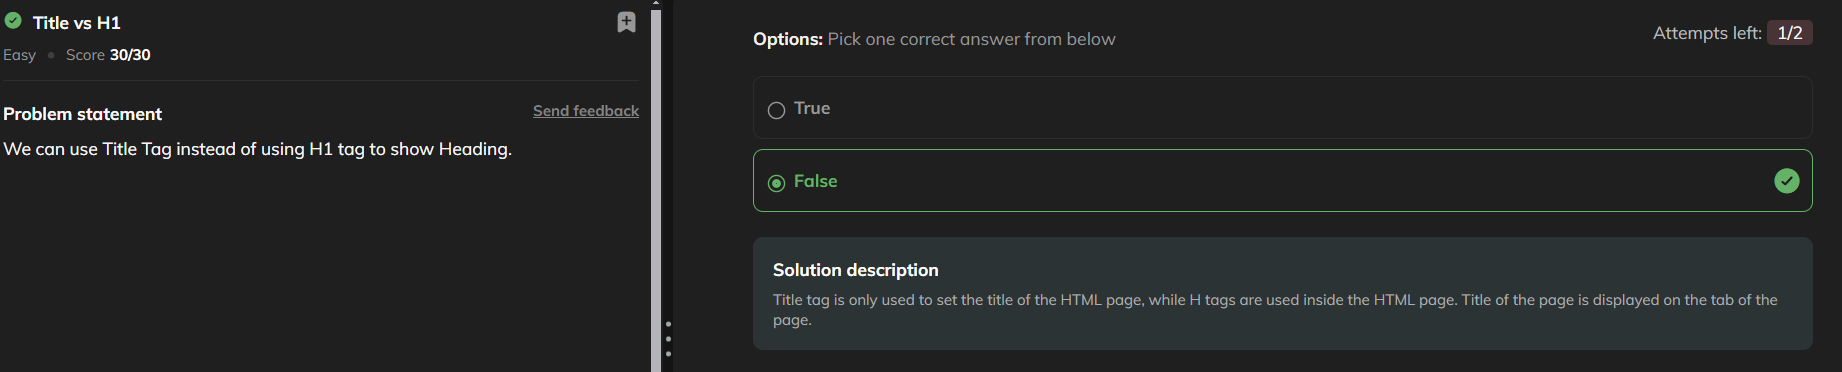 Title vs H1
Easy • Score 30/30
Problem statement
Send feedback
We can use Title Tag instead of using H1 tag to show Heading.
Options: Pick one correct answer from below
Attempts left: 1/2
True
False
Solution description
Title tag is only used to set the title of the HTML page, while H tags are used inside the HTML page. Title of the page is displayed on the tab of the
page.